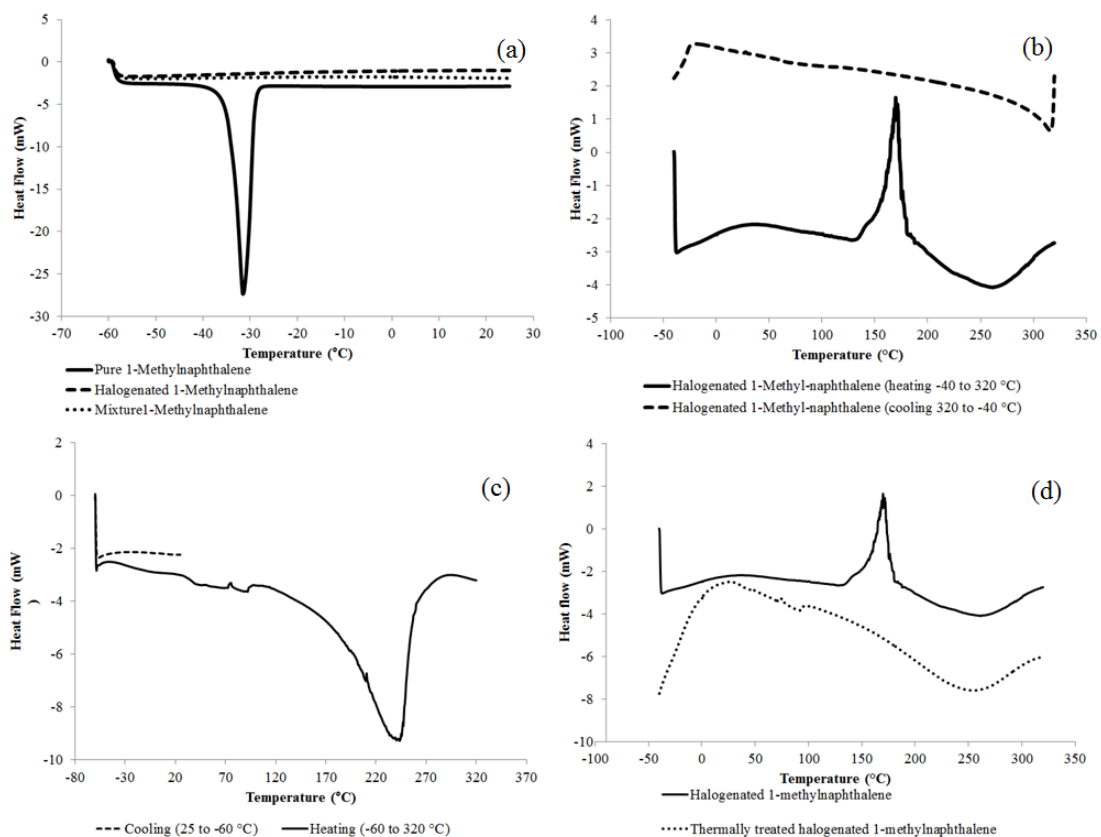 (a)
5
0
-5
-10
-15
-20
-25
-30
Heat Flow (mW)
-70 -60 -50 -40 -30 -20 -10 0 10 20 30
Temperature (°C)
Pure 1-Methylnaphthalene
Halogenated 1-Methylnaphthalene
Mixture1-Methylnaphthalene
(b)
4
3
2
1
0
-1
-2
-3
-4
-5
Heat Flow (mW)
-100 -50 0 50 100 150 200 250 300 350
Temperature (°C)
Halogenated 1-Methyl-naphthalene (heating -40 to 320 °C)
Halogenated 1-Methyl-naphthalene (cooling 320 to -40 °C)
(c)
2
0
-2
-4
-6
-8
-10
Heat Flow (mW
)
-80 -30 20 70 120 170 220 270 320 370
Temperature (°C)
Cooling (25 to -60 °C) Heating (-60 to 320 °C)
(d)
4
2
0
-2
-4
-6
-8
-10
Heat flow (mW)
-100 -50 0 50 100 150 200 250 300 350
Temperature (°C)
Halogenated 1-methylnaphthalene
Thermally treated halogenated 1-methylnaphthalene